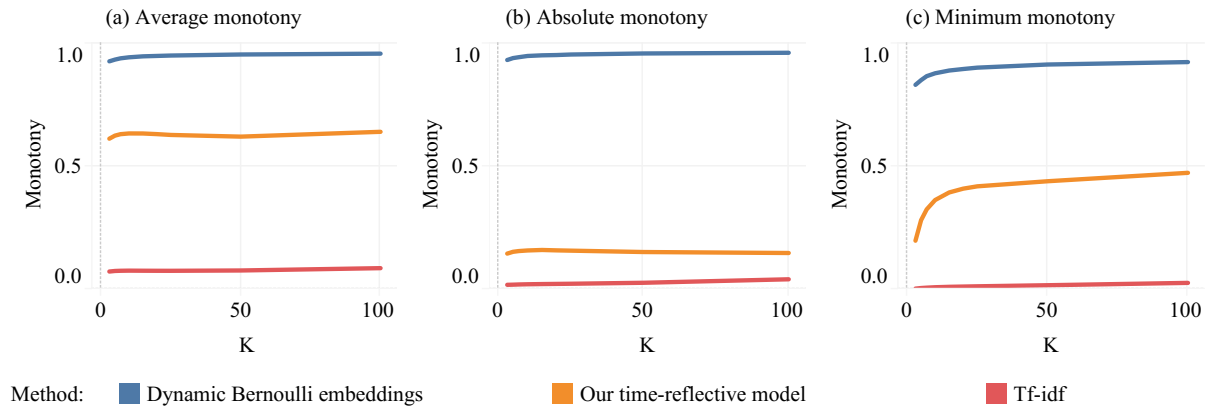 (a) Average monotony
(b) Absolute monotony
(c) Minimum monotony
1.0
0.5
0.0
Monotony
0
50
100
K
1.0
0.5
0.0
Monotony
0
50
100
K
1.0
0.5
0.0
Monotony
0
50
100
K
Method:
Dynamic Bernoulli embeddings
Our time-reflective model
Tf-idf